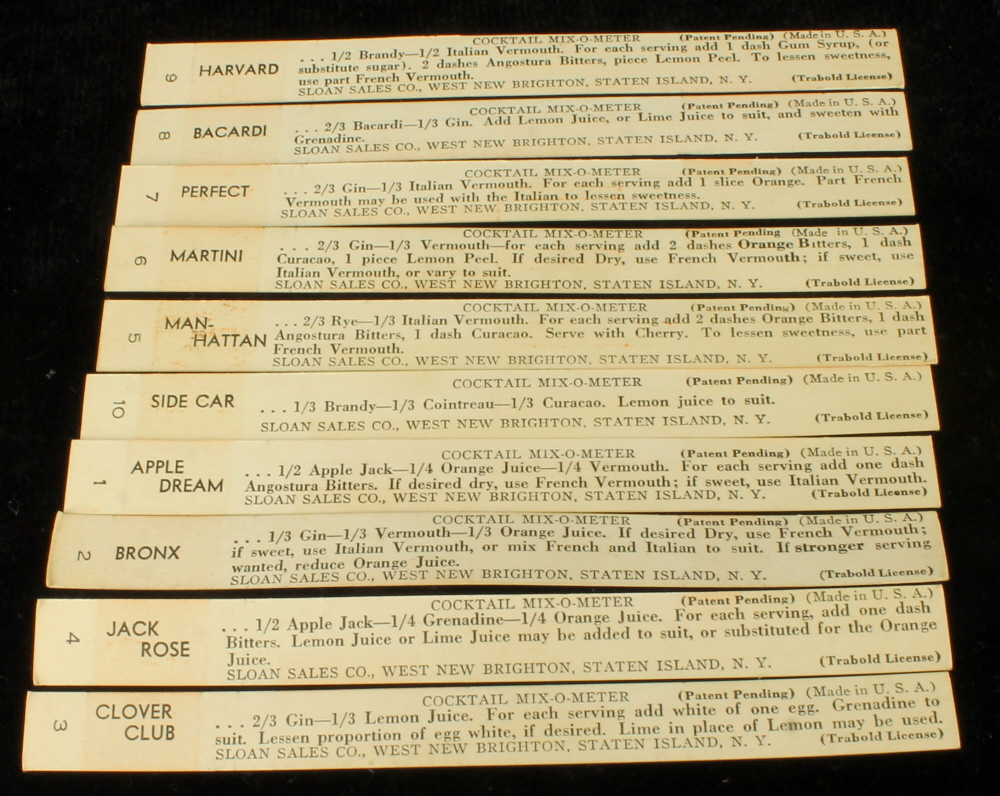 COCKTAIL MIX-O-METER (Patent Pending) (Made in U. S. A.)
9 HARVARD ... 1/2 Brandy—1/2 Italian Vermouth. For each serving add 1 dash Gum Syrup, (or
substitute sugar). 2 dashes Angostura Bitters, piece Lemon Peel. To lessen sweetness,
use part French Vermouth. (Trabold License)
SLOAN SALES CO., WEST NEW BRIGHTON, STATEN ISLAND, N. Y.
COCKTAIL MIX-O-METER (Patent Pending) (Made in U. S. A.)
8 BACARDI ... 2/3 Bacardi—1/3 Gin. Add Lemon Juice, or Lime Juice to suit, and sweeten with
Grenadine. (Trabold License)
SLOAN SALES CO., WEST NEW BRIGHTON, STATEN ISLAND, N. Y.
COCKTAIL MIX-O-METER (Patent Pending) (Made in U. S. A.)
7 PERFECT ... 2/3 Gin—1/3 Italian Vermouth. For each serving add 1 slice Orange. Part French
Vermouth may be used with the Italian to lessen sweetness.
SLOAN SALES CO., WEST NEW BRIGHTON, STATEN ISLAND, N. Y. (Trabold License)
COCKTAIL MIX-O-METER (Patent Pending (Made in U. S. A.)
6 MARTINI ... 2/3 Gin—1/3 Vermouth—for each serving add 2 dashes Orange Bitters, 1 dash
Curacao, 1 piece Lemon Peel. If desired Dry, use French Vermouth; if sweet, use
Italian Vermouth, or vary to suit.
SLOAN SALES CO., WEST NEW BRIGHTON, STATEN ISLAND, N. Y. (Trabold License)
COCKTAIL MIX-O-METER (Patent Pending) (Made in U. S. A.)
5 MAN-
HATTAN ... 2/3 Rye—1/3 Italian Vermouth. For each serving add 2 dashes Orange Bitters, 1 dash
Angostura Bitters, 1 dash Curacao. Serve with Cherry. To lessen sweetness, use part
French Vermouth.
SLOAN SALES CO., WEST NEW BRIGHTON, STATEN ISLAND, N. Y. (Trabold License)
COCKTAIL MIX-O-METER (Patent Pending) (Made in U. S. A.)
10 SIDE CAR ... 1/3 Brandy—1/3 Cointreau—1/3 Curacao. Lemon juice to suit.
SLOAN SALES CO., WEST NEW BRIGHTON, STATEN ISLAND, N. Y. (Trabold License)
COCKTAIL MIX-O-METER (Patent Pending) (Made in U. S. A.)
1 APPLE
DREAM ... 1/2 Apple Jack—1/4 Orange Juice—1/4 Vermouth. For each serving add one dash
Angostura Bitters. If desired dry, use French Vermouth; if sweet, use Italian Vermouth.
SLOAN SALES CO., WEST NEW BRIGHTON, STATEN ISLAND, N. Y. (Trabold License)
COCKTAIL MIX-O-METER (Patent Pending) (Made in U. S. A.)
2 BRONX ... 1/3 Gin—1/3 Vermouth—1/3 Orange Juice. If desired Dry, use French Vermouth;
if sweet, use Italian Vermouth, or mix French and Italian to suit. If stronger serving
wanted, reduce Orange Juice.
SLOAN SALES CO., WEST NEW BRIGHTON, STATEN ISLAND, N. Y. (Trabold License)
COCKTAIL MIX-O-METER (Patent Pending) (Made in U. S. A.)
4 JACK
ROSE ... 1/2 Apple Jack—1/4 Grenadine—1/4 Orange Juice. For each serving, add one dash
Bitters. Lemon Juice or Lime Juice may be added to suit, or substituted for the Orange
Juice.
SLOAN SALES CO., WEST NEW BRIGHTON, STATEN ISLAND, N. Y. (Trabold License)
COCKTAIL MIX-O-METER (Patent Pending) (Made in U. S. A.)
3 CLOVER
CLUB ... 2/3 Gin—1/3 Lemon Juice. For each serving add white of one egg. Grenadine to
suit. Lessen proportion of egg white, if desired. Lime in place of Lemon may be used.
SLOAN SALES CO., WEST NEW BRIGHTON, STATEN ISLAND, N. Y. (Trabold License)